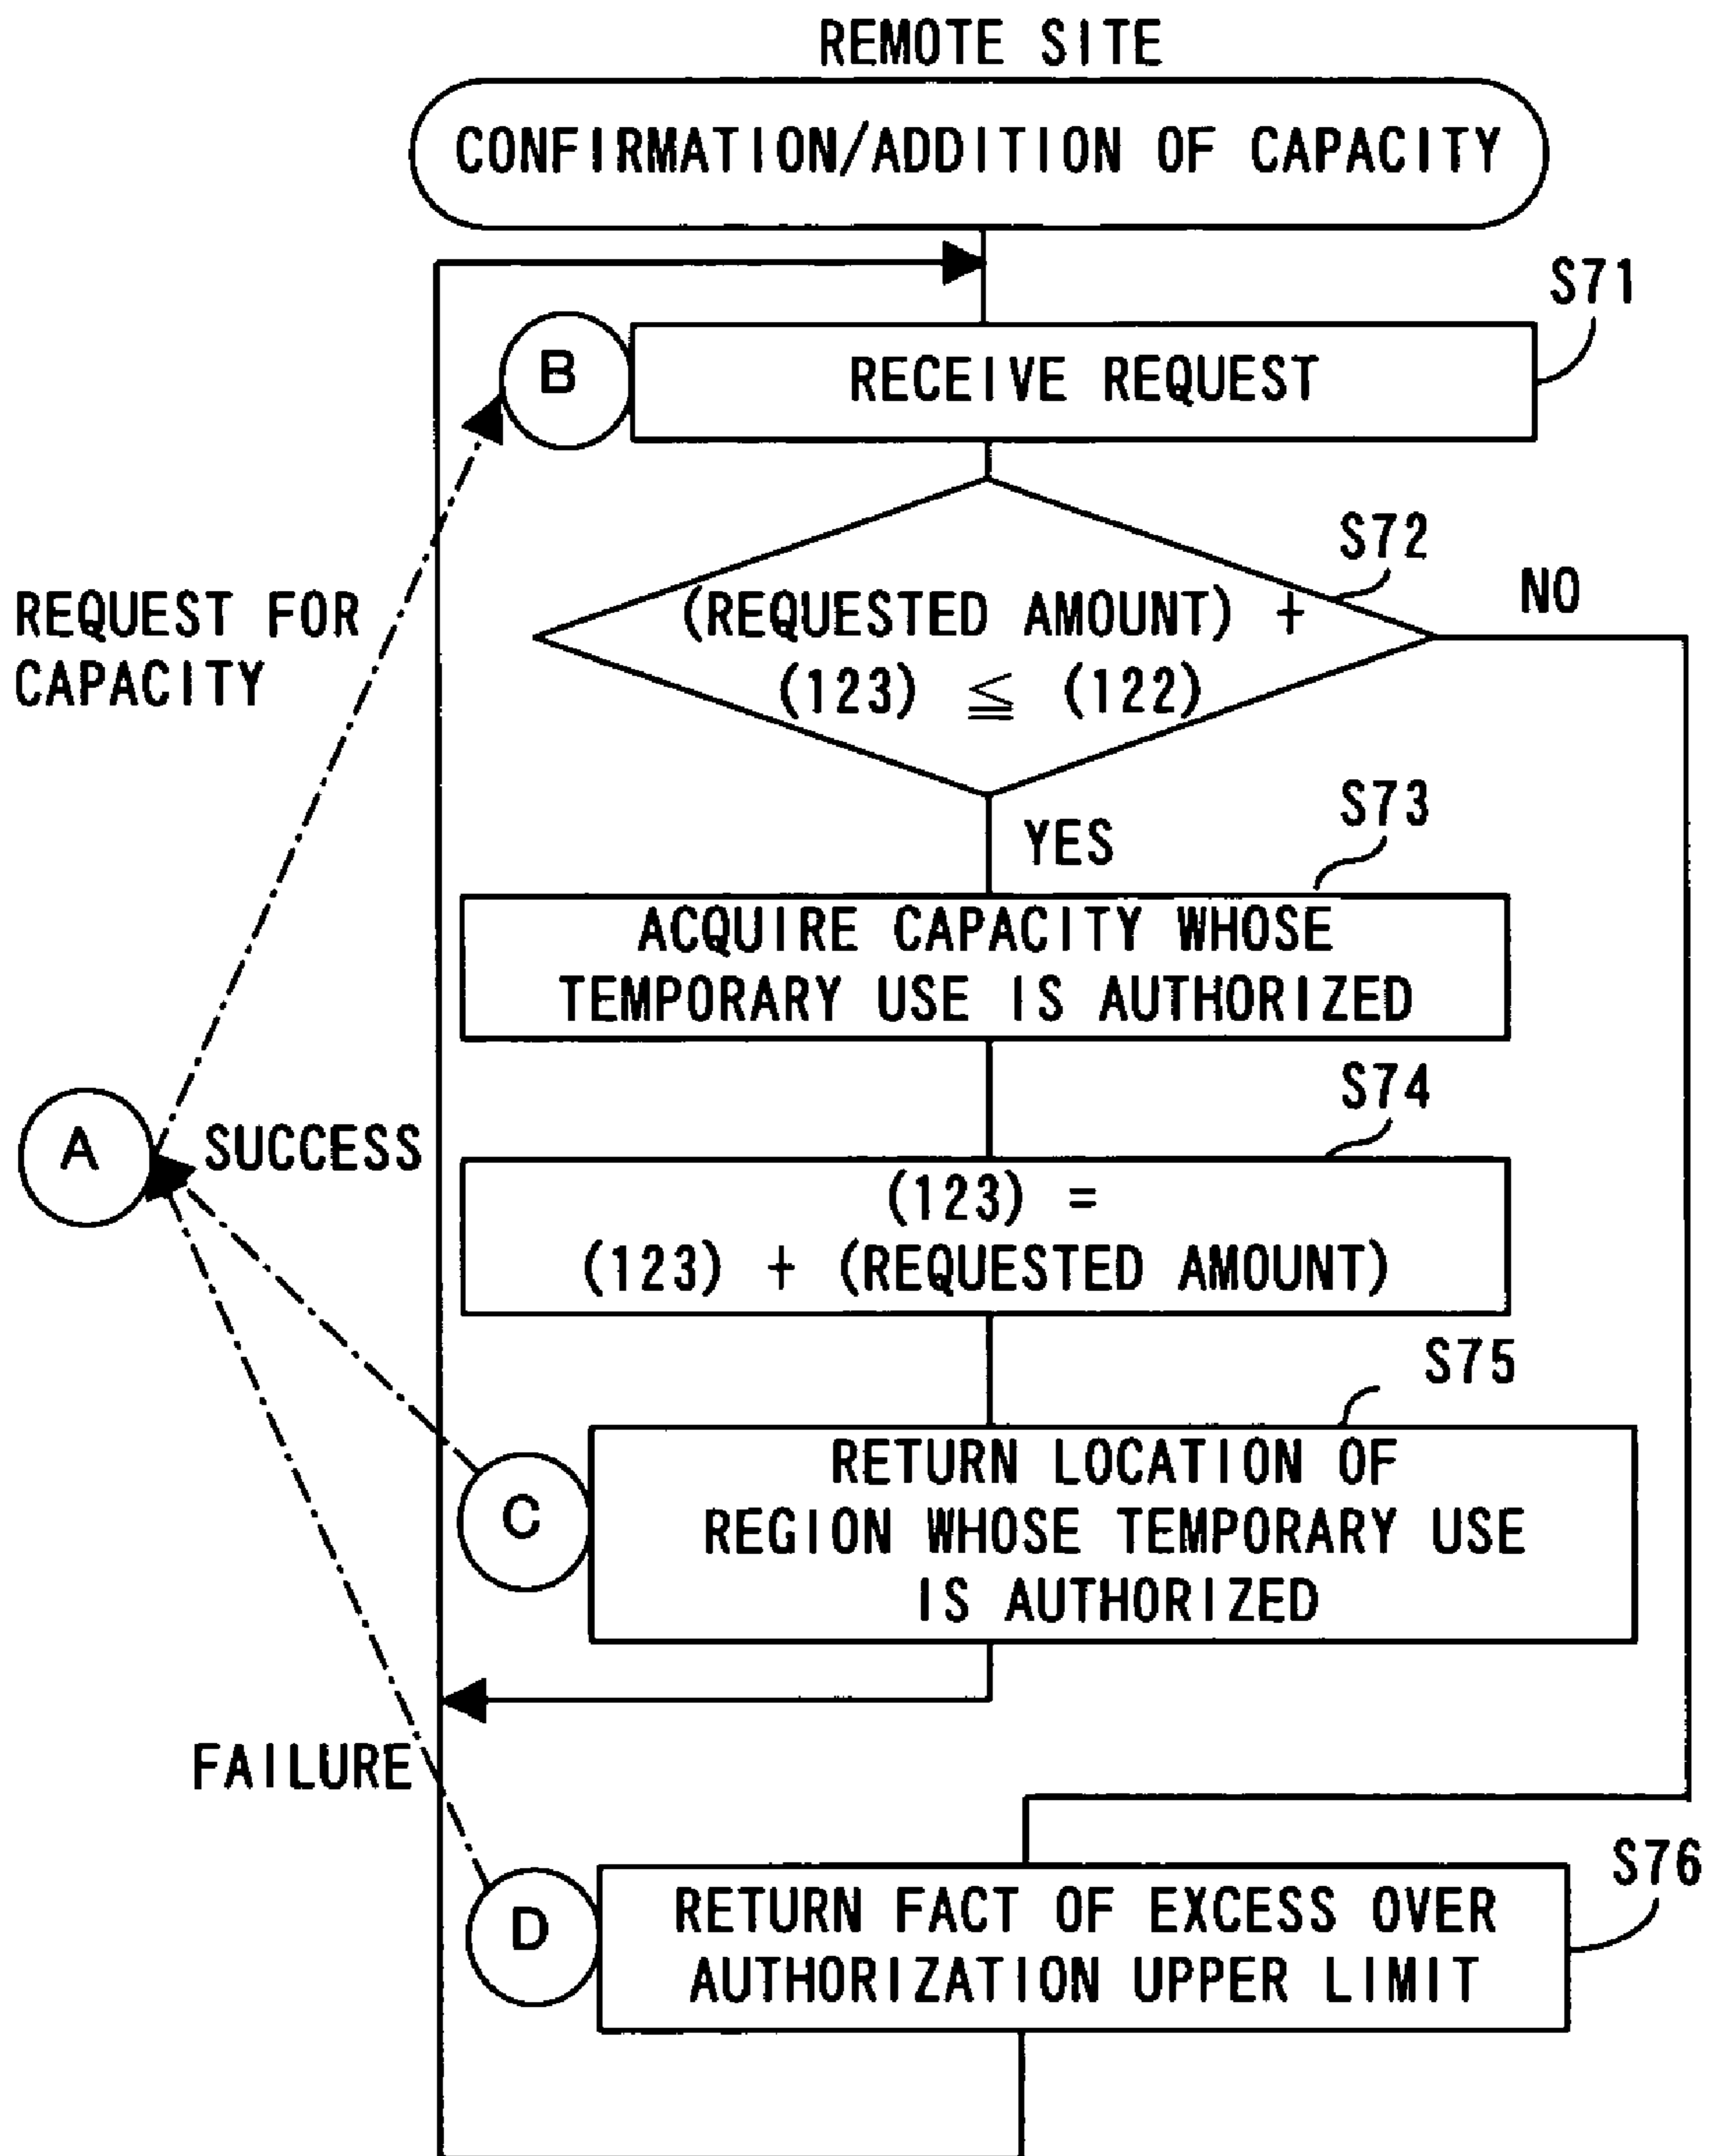 REMOTE SITE
CONFIRMATION/ADDITION OF CAPACITY
S71
B
RECEIVE REQUEST
S72
NO
REQUEST FOR
CAPACITY
(REQUESTED AMOUNT) +
(123) ≦ (122)
YES
S73
ACQUIRE CAPACITY WHOSE
TEMPORARY USE IS AUTHORIZED
S74
A
SUCCESS
(123) =
(123) + (REQUESTED AMOUNT)
S75
C
RETURN LOCATION OF
REGION WHOSE TEMPORARY USE
IS AUTHORIZED
FAILURE
S76
D
RETURN FACT OF EXCESS OVER
AUTHORIZATION UPPER LIMIT